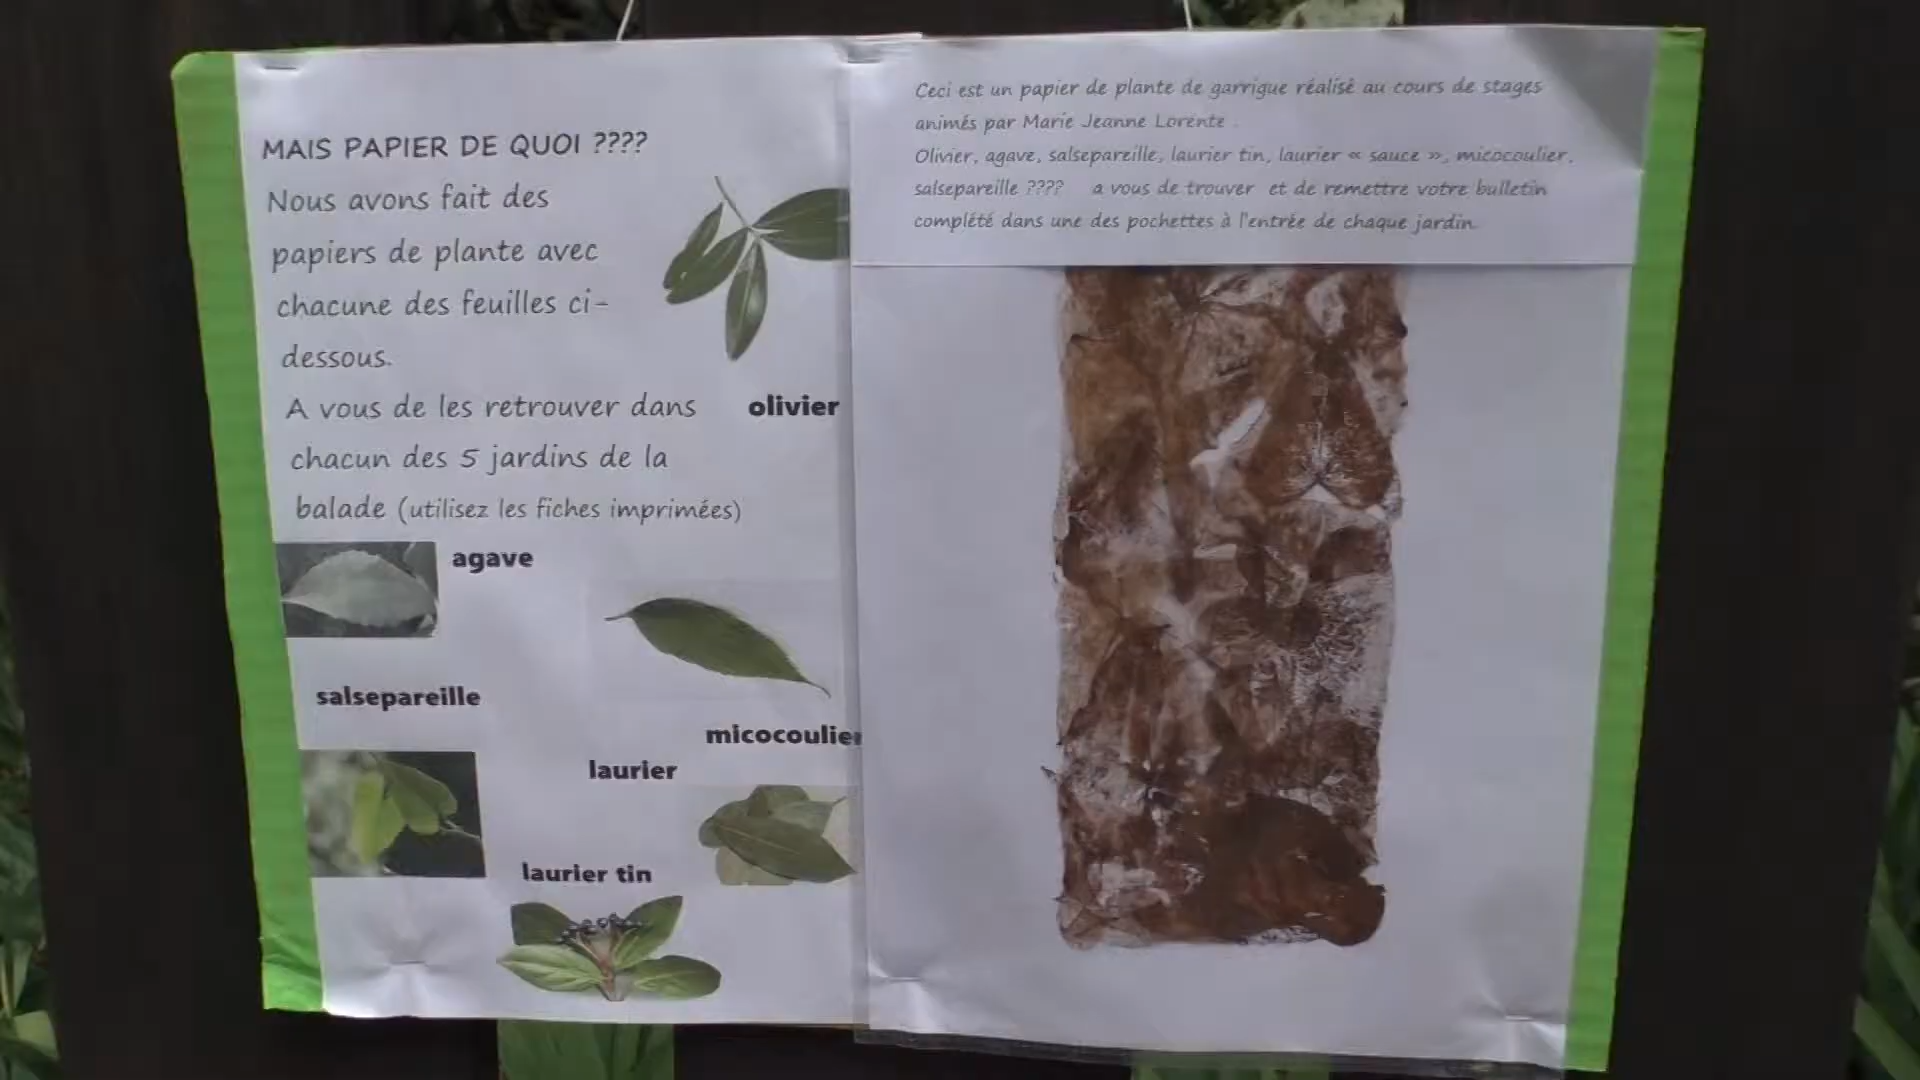 MAIS PAPIER DE QUOI ????
Nous avons fait des
papiers de plante avec
chacune des feuilles ci-
dessous.
A vous de les retrouver dans
chacun des 5 jardins de la
balade (utilisez les fiches imprimées)
olivier
agave
salsepareille
micocoulier
laurier
laurier tin
Ceci est un papier de plante de garrigue réalisé au cours de stages
animés par Marie Jeanne Lorente .
Olivier, agave, salsepareille, laurier tin, laurier « sauce », micocoulier,
salsepareille ???? a vous de trouver et de remettre votre bulletin
complété dans une des pochettes à l'entrée de chaque jardin.